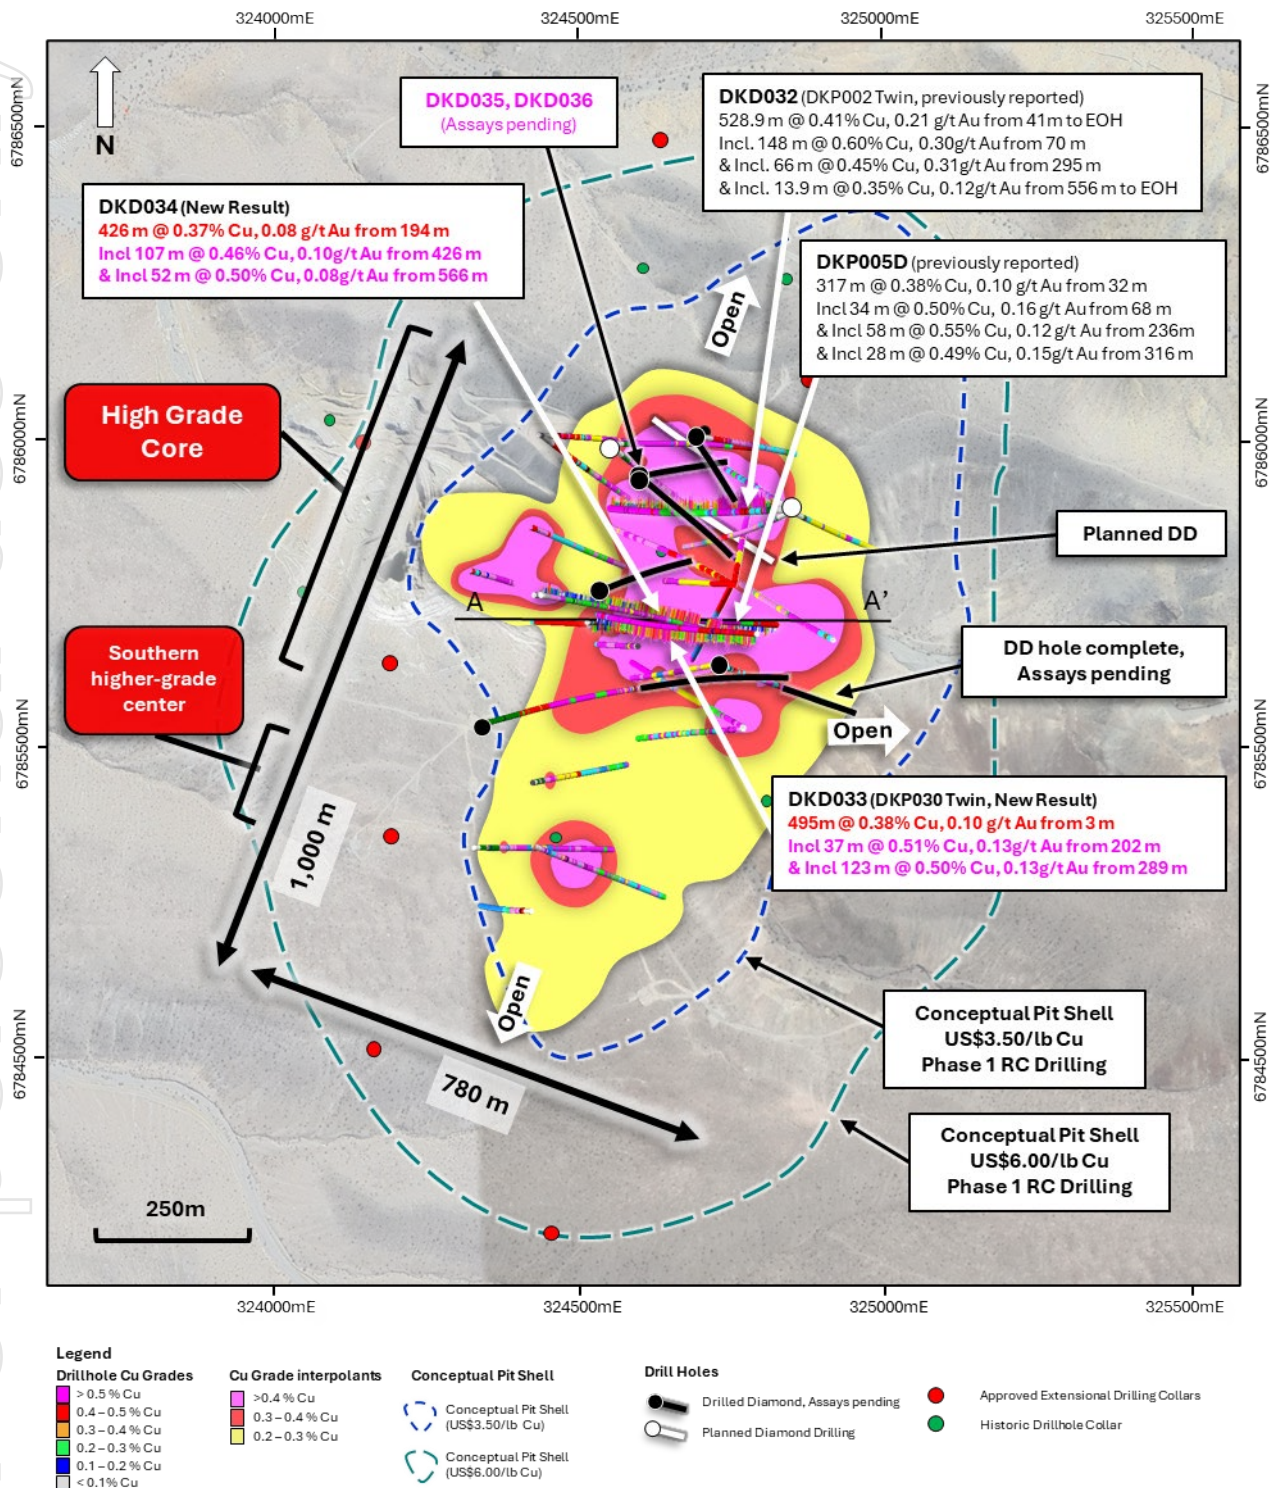 324000mE
324500mE
325000mE
325500mE
6786500mN
6786500mN
N
DKD035, DKD036
(Assays pending)
DKD032 (DKP002 Twin, previously reported)
528.9 m @ 0.41% Cu, 0.21 g/t Au from 41m to EOH
Incl. 148 m @ 0.60% Cu, 0.30g/t Au from 70 m
& Incl. 66 m @ 0.45% Cu, 0.31g/t Au from 295 m
& Incl. 13.9 m @ 0.35% Cu, 0.12g/t Au from 556 m to EOH
DKD034 (New Result)
426 m @ 0.37% Cu, 0.08 g/t Au from 194 m
Incl 107 m @ 0.46% Cu, 0.10g/t Au from 426 m
& Incl 52 m @ 0.50% Cu, 0.08g/t Au from 566 m
DKP005D (previously reported)
317 m @ 0.38% Cu, 0.10 g/t Au from 32 m
Incl 34 m @ 0.50% Cu, 0.16 g/t Au from 68 m
& Incl 58 m @ 0.55% Cu, 0.12 g/t Au from 236m
& Incl 28 m @ 0.49% Cu, 0.15g/t Au from 316 m
Open
High Grade
Core
6786000mN
6786000mN
Planned DD
A
A'
Southern
higher-grade
center
DD hole complete,
Assays pending
Open
6785500mN
6785500mN
DKD033 (DKP030 Twin, New Result)
495m @ 0.38% Cu, 0.10 g/t Au from 3 m
Incl 37 m @ 0.51% Cu, 0.13g/t Au from 202 m
& Incl 123 m @ 0.50% Cu, 0.13g/t Au from 289 m
1,000 m
Open
780 m
6784500mN
6784500mN
Conceptual Pit Shell
US$3.50/lb Cu
Phase 1 RC Drilling
Conceptual Pit Shell
US$6.00/lb Cu
Phase 1 RC Drilling
250m
324000mE
324500mE
325000mE
325500mE
Legend
Drillhole Cu Grades
> 0.5 % Cu
0.4 – 0.5 % Cu
0.3 – 0.4 % Cu
0.2 – 0.3 % Cu
0.1 – 0.2 % Cu
< 0.1% Cu
Cu Grade interpolants
>0.4 % Cu
0.3 – 0.4 % Cu
0.2 – 0.3 % Cu
Conceptual Pit Shell
Conceptual Pit Shell
(US$3.50/lb Cu)
Conceptual Pit Shell
(US$6.00/lb Cu)
Drill Holes
Drilled Diamond, Assays pending
Planned Diamond Drilling
Approved Extensional Drilling Collars
Historic Drillhole Collar